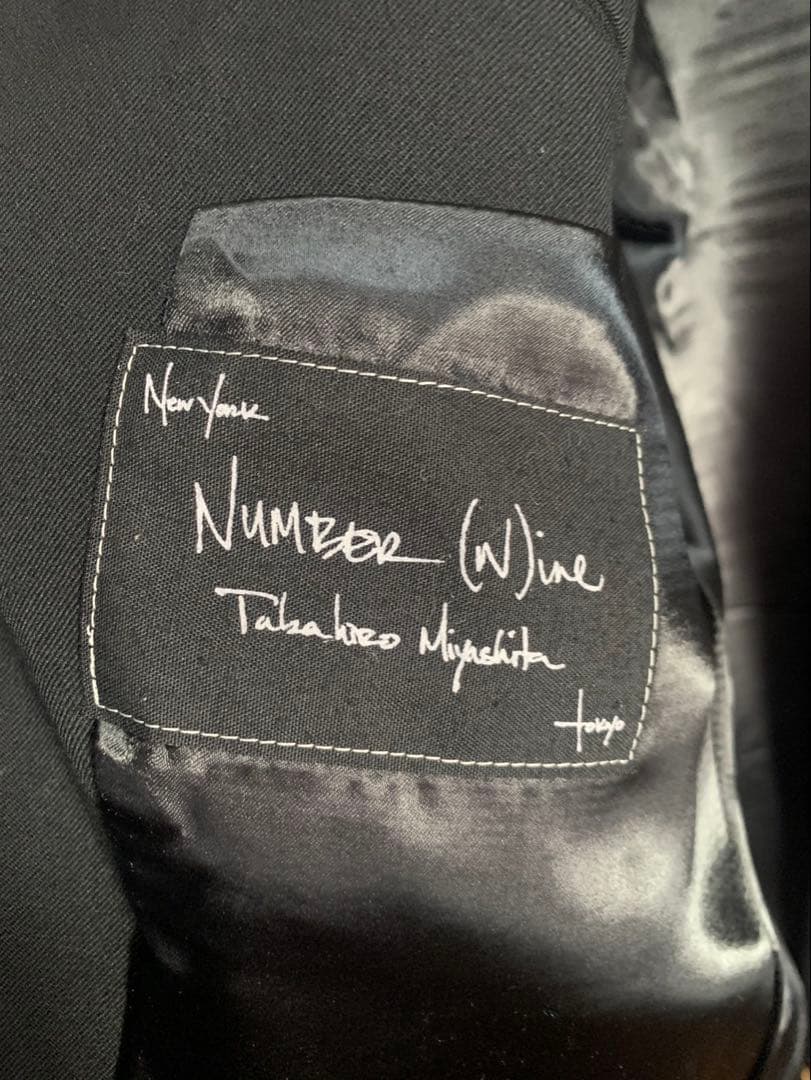 New York
NUMBER (N)ine
Takahiro Miyashita
tokyo